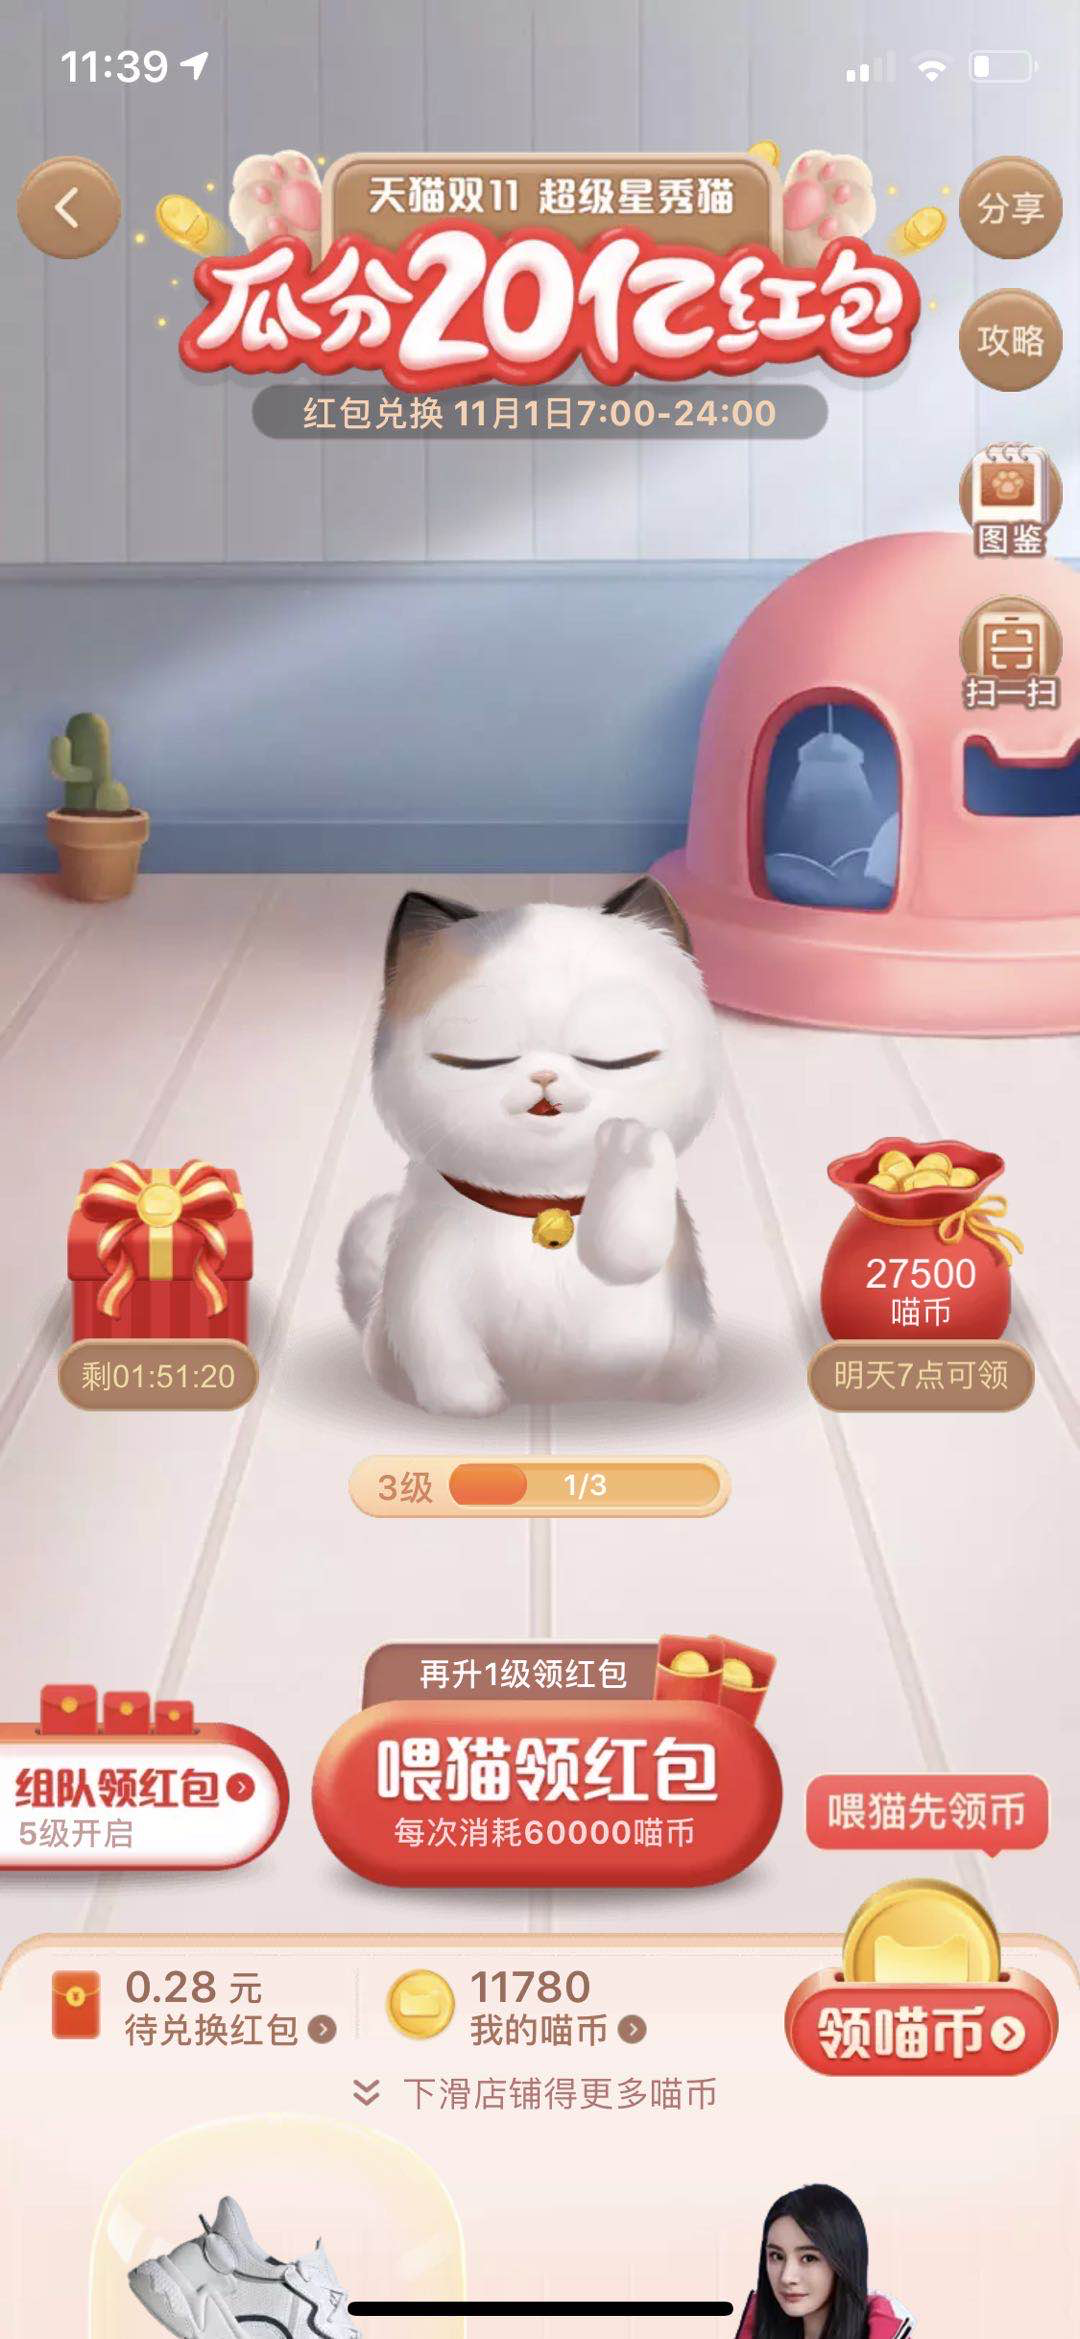 11:39
天猫双11 超级星秀猫
分享
瓜分20亿红包
攻略
红包兑换 11月1日7:00-24:00
图鉴
扫一扫
27500
喵币
剩01:51:20
明天7点可领
3级
1/3
再升1级领红包
喂猫领红包
每次消耗60000喵币
组队领红包
5级开启
喂猫先领币
0.28 元
待兑换红包
11780
我的喵币
领喵币
下滑店铺得更多喵币